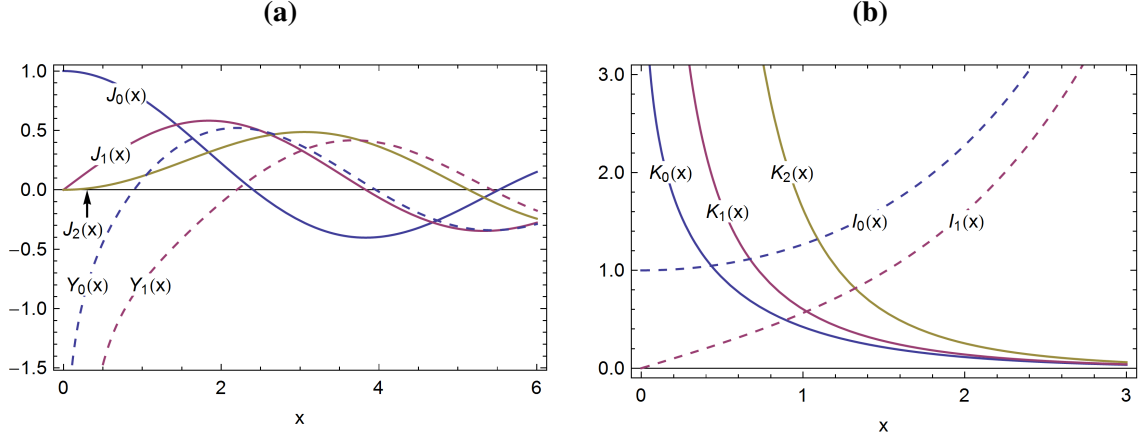 (a)
1.0
0.5
0.0
−0.5
−1.0
−1.5
J0(x)
J1(x)
J2(x)
Y0(x)
Y1(x)
0 2 4 6
x
(b)
3.0
2.0
1.0
0.0
K0(x)
K1(x)
K2(x)
I0(x)
I1(x)
0 1 2 3
x